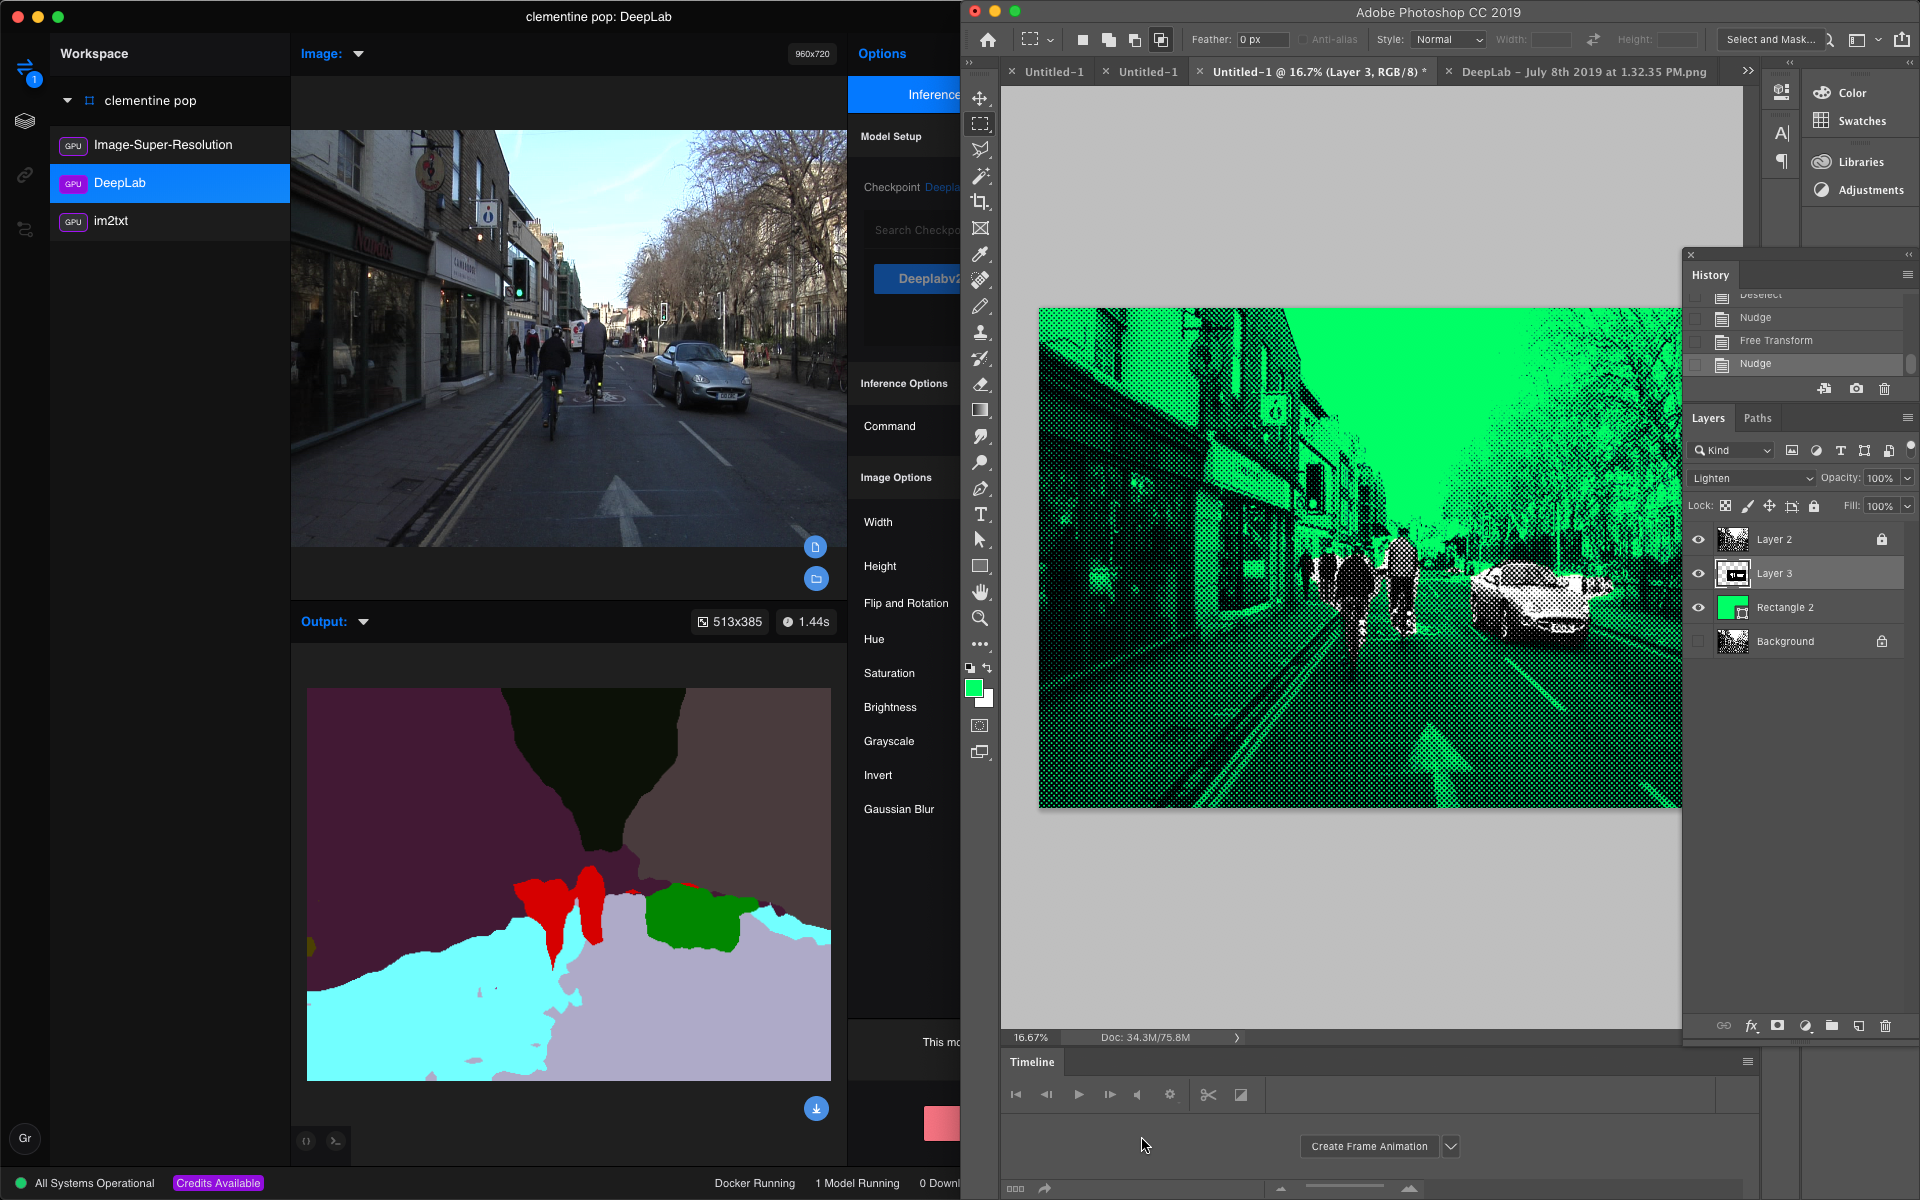 clementine pop: DeepLab
Workspace
Image:
960x720
Options
1
clementine pop
Inference
Model Setup
GPU Image-Super-Resolution
GPU DeepLab
GPU im2txt
Checkpoint Deepla
Search Checkpo
Deeplabv2
Inference Options
Command
Image Options
Width
Height
Flip and Rotation
Hue
Saturation
Brightness
Grayscale
Invert
Gaussian Blur
Output:
513x385
1.44s
This mo
Gr
All Systems Operational
Credits Available
Docker Running
1 Model Running
0 Downl
Adobe Photoshop CC 2019
Feather: 0 px
Anti-alias
Style: Normal
Width:
Height:
Select and Mask...
Untitled-1
Untitled-1
Untitled-1 @ 16.7% (Layer 3, RGB/8) *
DeepLab - July 8th 2019 at 1.32.35 PM.png
Color
Swatches
Libraries
Adjustments
History
Deselect
Nudge
Free Transform
Nudge
Layers
Paths
Kind
Lighten
Opacity: 100%
Lock:
Fill: 100%
Layer 2
Layer 3
Rectangle 2
Background
fx
16.67%
Doc: 34.3M/75.8M
Timeline
Create Frame Animation